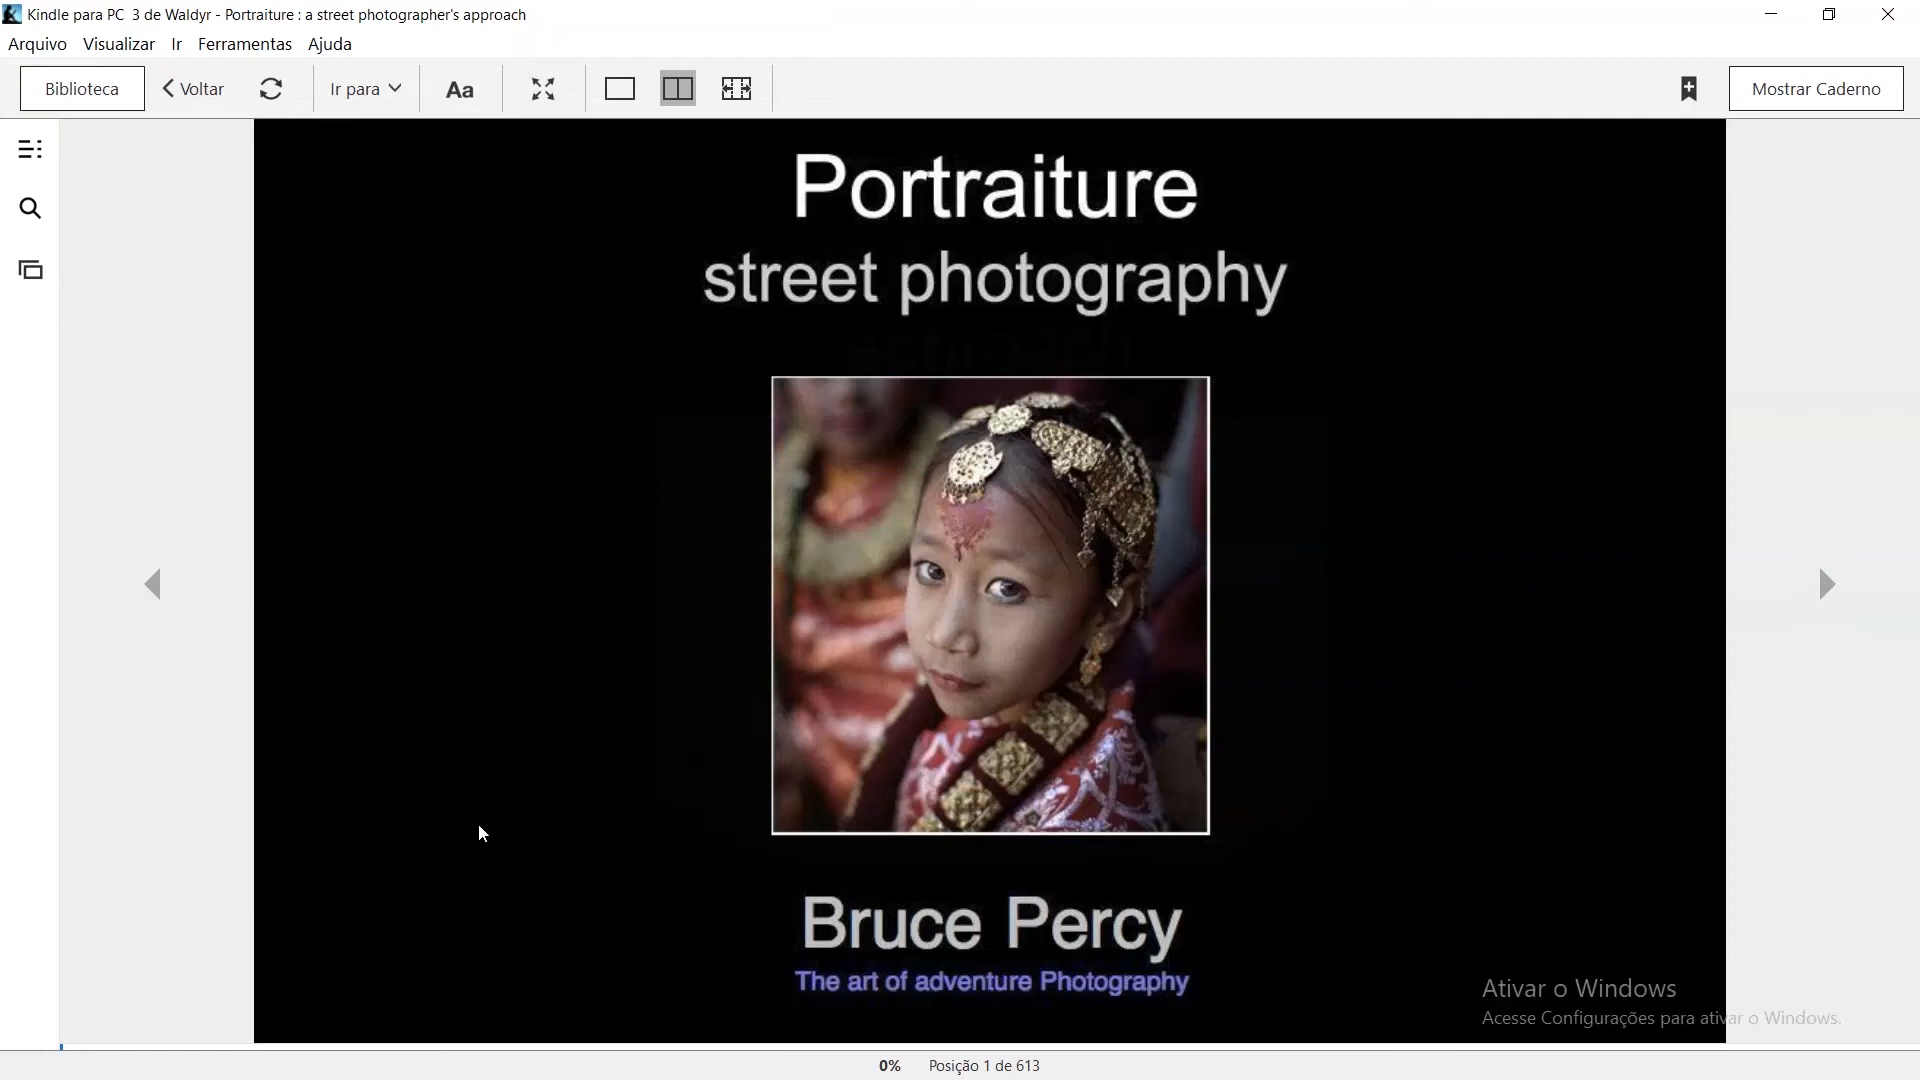 Kindle para PC 3 de Waldyr - Portraiture : a street photographer's approach
Arquivo Visualizar Ir Ferramentas Ajuda
Biblioteca Voltar Ir para Aa Mostrar Caderno
Portraiture
street photography
Bruce Percy
The art of adventure Photography
Ativar o Windows
Acesse Configurações para ativar o Windows.
0% Posição 1 de 613